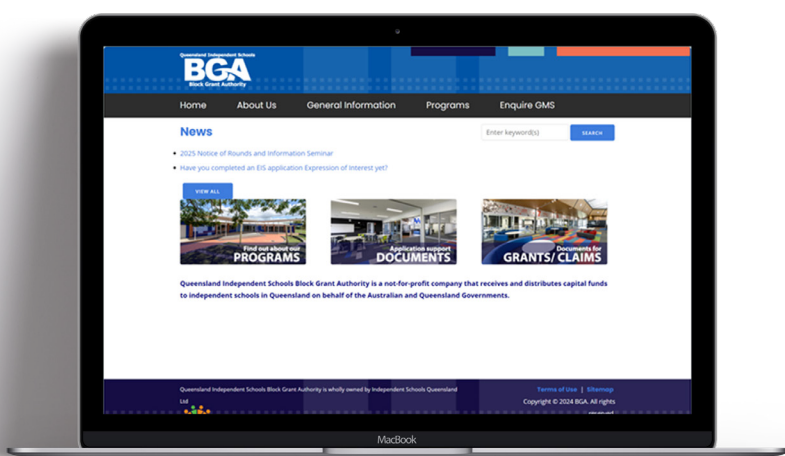 Queensland Independent Schools
BGA
Block Grant Authority
Home About Us General Information Programs Enquire GMS
News
Enter keyword(s) SEARCH
2025 Notice of Rounds and Information Seminar
Have you completed an EIS application Expression of Interest yet?
VIEW ALL
Find out about our
PROGRAMS
Application support
DOCUMENTS
Documents for
GRANTS/ CLAIMS
Queensland Independent Schools Block Grant Authority is a not-for-profit company that receives and distributes capital funds
to independent schools in Queensland on behalf of the Australian and Queensland Governments.
Queensland Independent Schools Block Grant Authority is wholly owned by Independent Schools Queensland
Ltd
Terms of Use | Sitemap
Copyright © 2024 BGA. All rights
MacBook